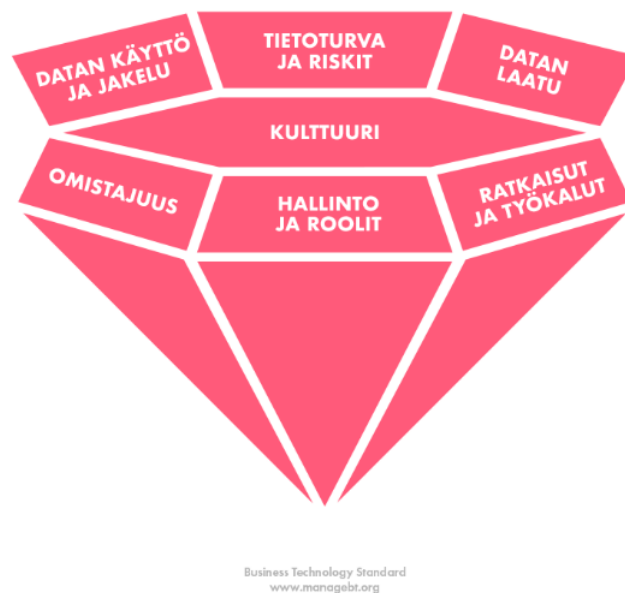 DATAN KÄYTTÖ
JA JAKELU
TIETOTURVA
JA RISKIT
DATAN
LAATU
KULTTUURI
OMISTAJUUS
HALLINTO
JA ROOLIT
RATKAISUT
JA TYÖKALUT
Business Technology Standard
www.managebt.org